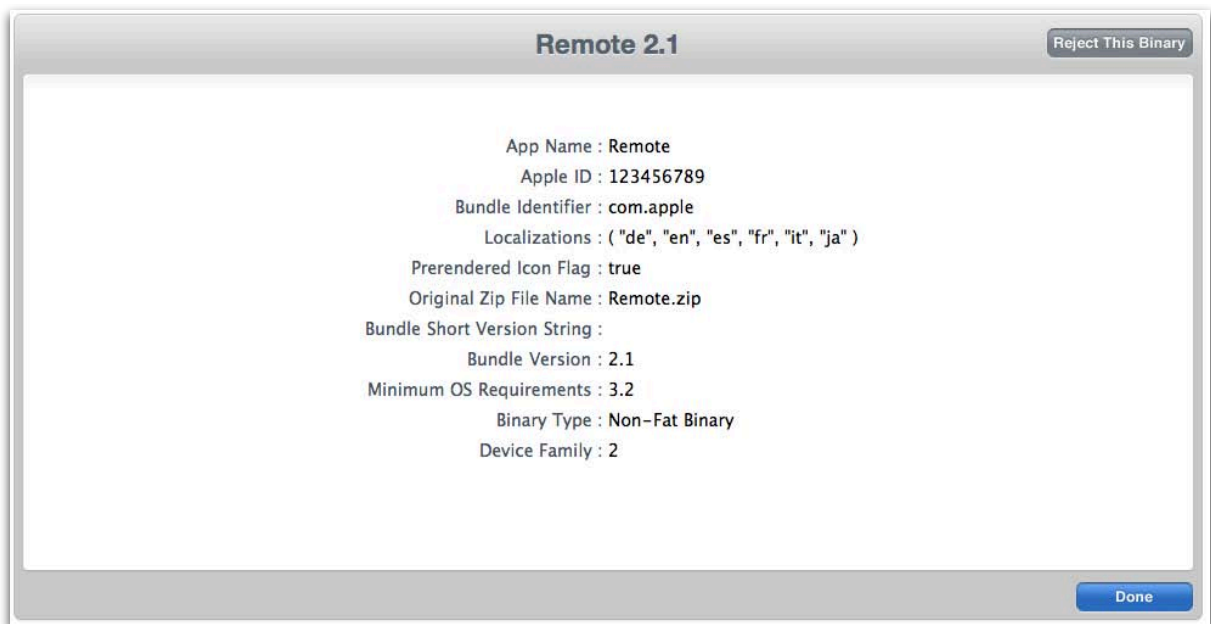 Remote 2.1
Reject This Binary
App Name : Remote
Apple ID : 123456789
Bundle Identifier : com.apple
Localizations : ( "de", "en", "es", "fr", "it", "ja" )
Prerendered Icon Flag : true
Original Zip File Name : Remote.zip
Bundle Short Version String :
Bundle Version : 2.1
Minimum OS Requirements : 3.2
Binary Type : Non-Fat Binary
Device Family : 2
Done